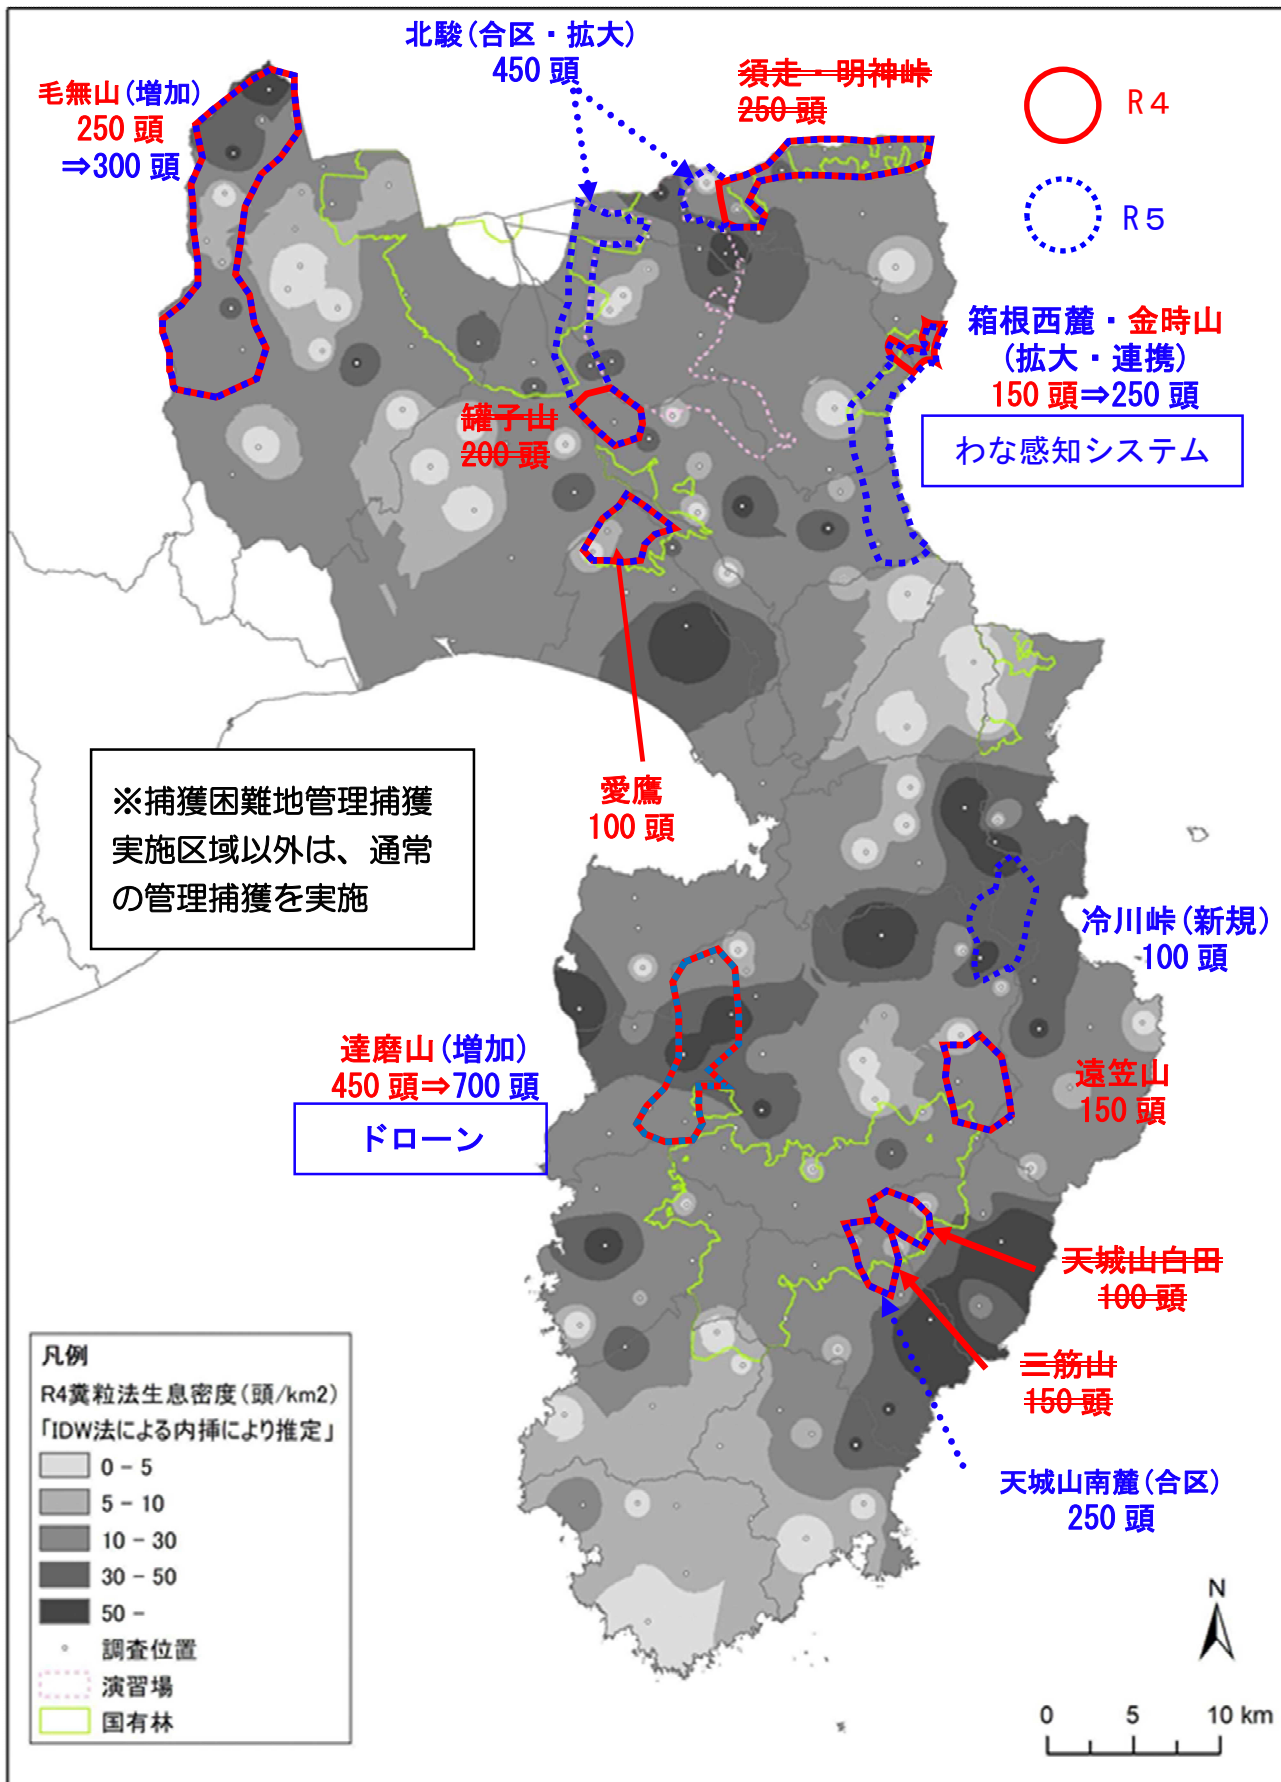 北駿(合区・拡大)
450 頭
須走・明神峠
250 頭
毛無山(増加)
250 頭
⇒300 頭
R4
R5
箱根西麓・金時山
(拡大・連携)
150 頭⇒250 頭
わな感知システム
罐子山
200 頭
愛鷹
100 頭
※捕獲困難地管理捕獲
実施区域以外は、通常
の管理捕獲を実施
冷川峠(新規)
100 頭
達磨山(増加)
450 頭⇒700 頭
ドローン
遠笠山
150 頭
天城山白田
100 頭
三筋山
150 頭
天城山南麓(合区)
250 頭
凡例
R4糞粒法生息密度(頭/km2)
「IDW法による内挿により推定」
0 - 5
5 - 10
10 - 30
30 - 50
50 -
調査位置
演習場
国有林
N
0 5 10 km